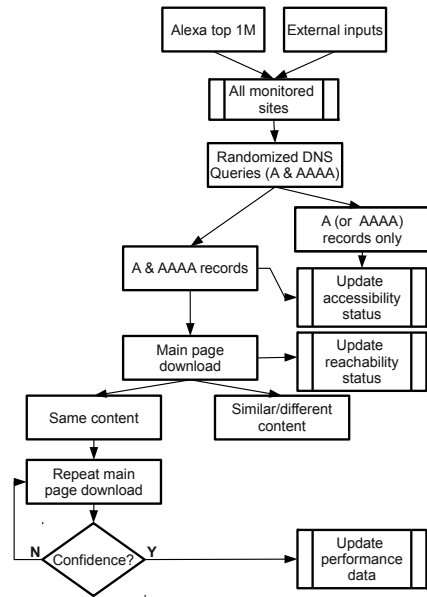 Alexa top 1M
External inputs
All monitored
sites
Randomized DNS
Queries (A & AAAA)
A (or AAAA)
records only
A & AAAA records
Update
accessibility
status
Main page
download
Update
reachability
status
Same content
Similar/different
content
Repeat main
page download
N
Confidence?
Y
Update
performance
data